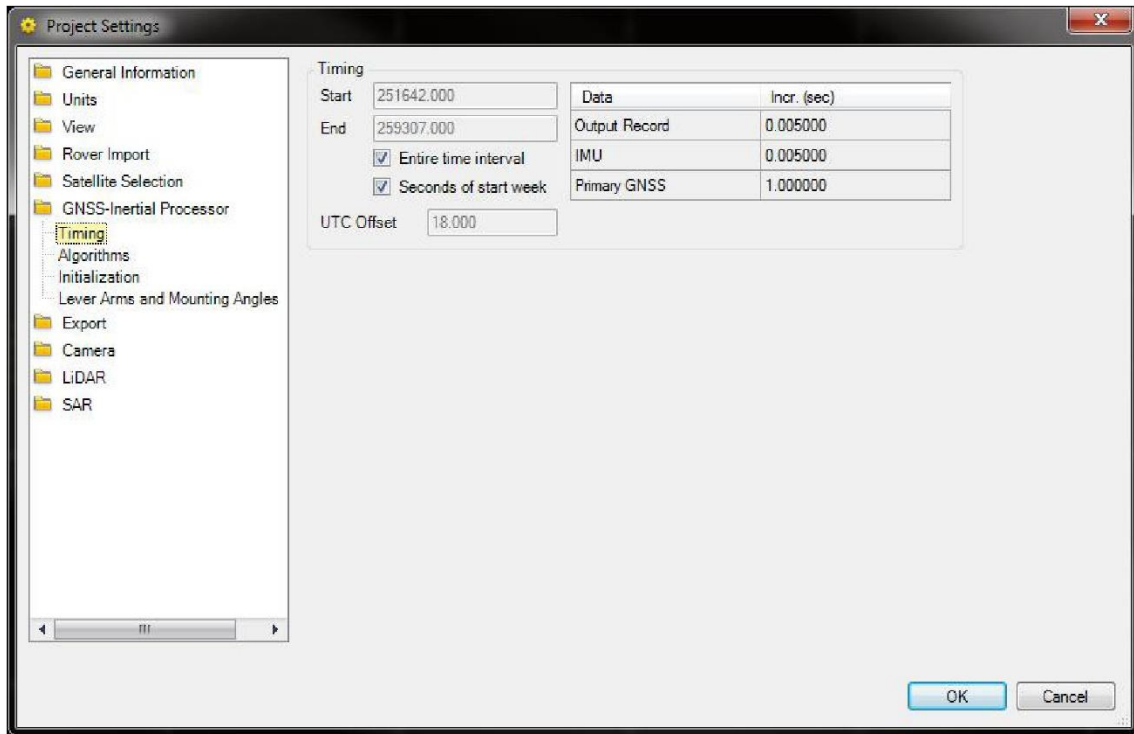 Project Settings
General Information
Units
View
Rover Import
Satellite Selection
GNSS-Inertial Processor
Timing
Algorithms
Initialization
Lever Arms and Mounting Angles
Export
Camera
LiDAR
SAR
Timing
Start 251642.000
End 259307.000
Entire time interval
Seconds of start week
UTC Offset 18.000
Data Incr. (sec)
Output Record 0.005000
IMU 0.005000
Primary GNSS 1.000000
OK Cancel